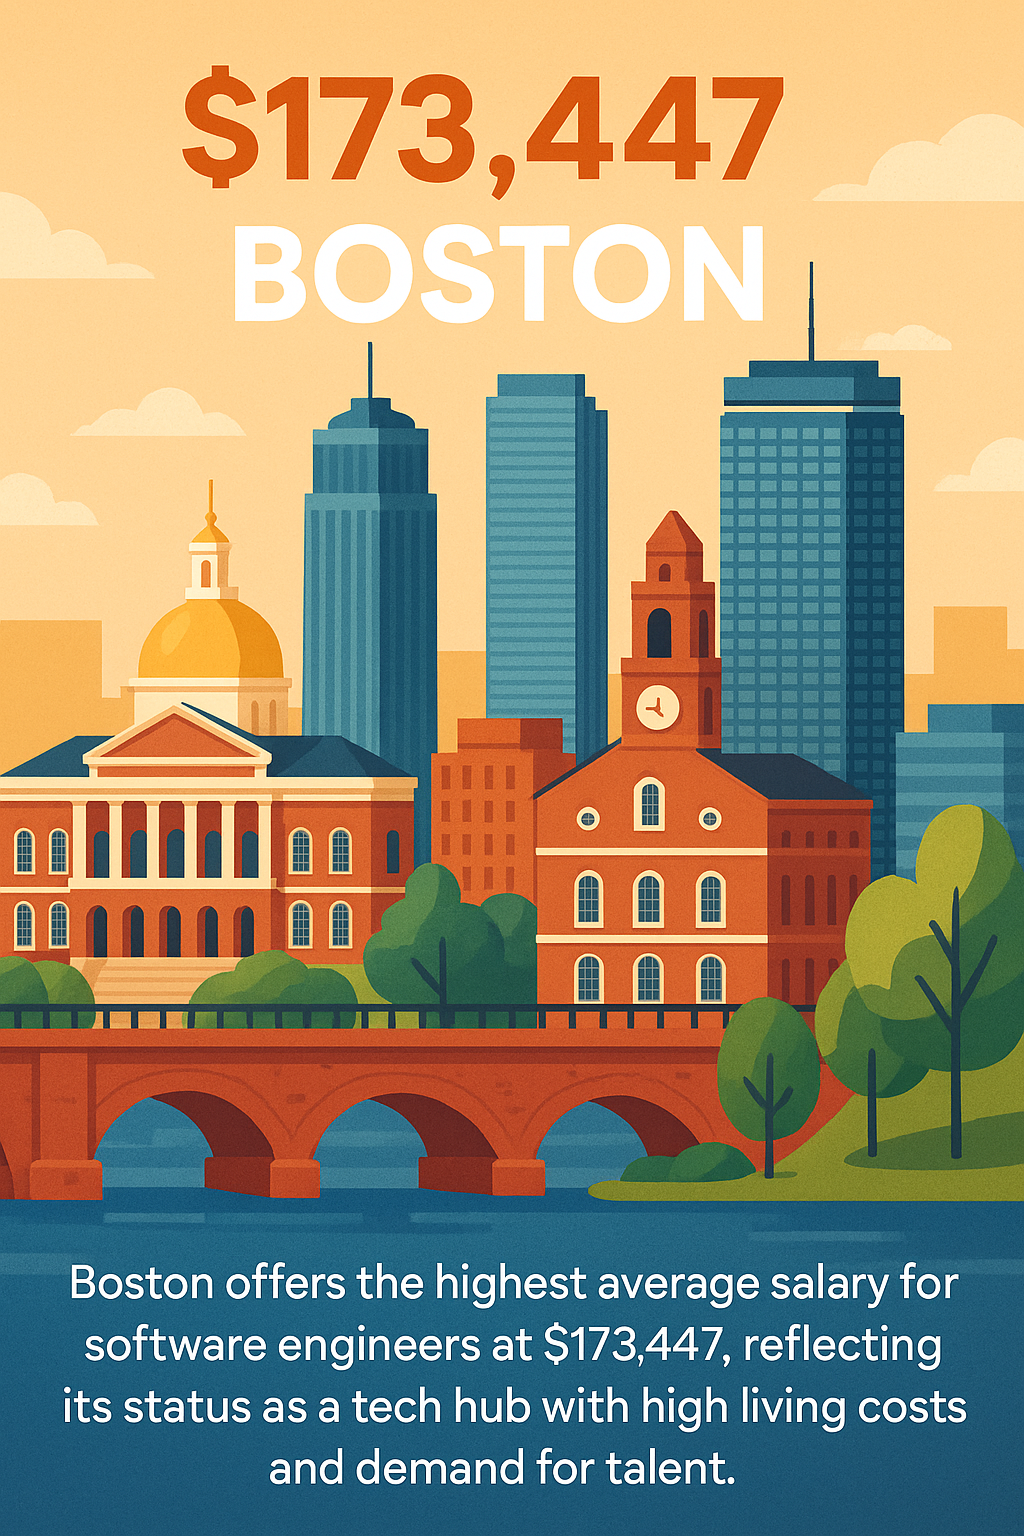 $173,447
BOSTON
Boston offers the highest average salary for
software engineers at $173,447, reflecting
its status as a tech hub with high living costs
and demand for talent.